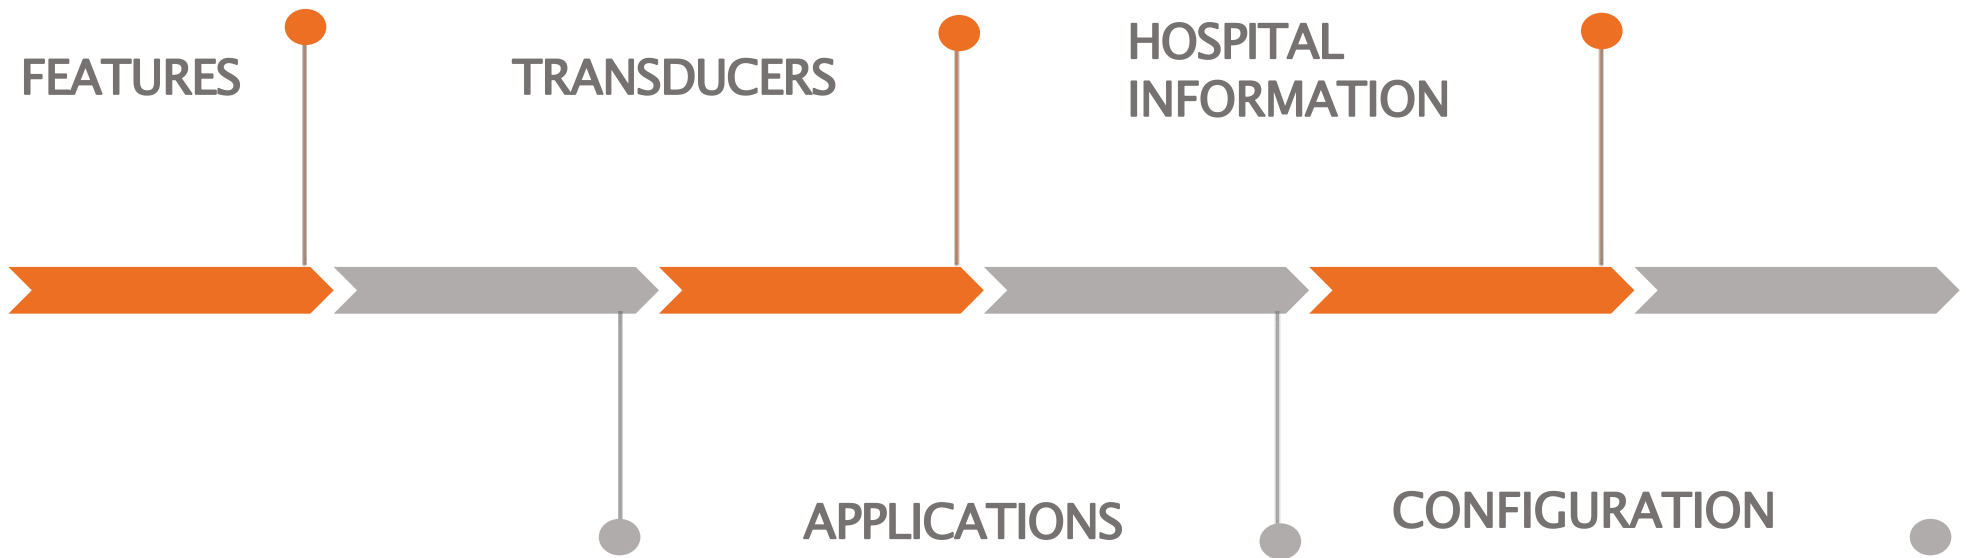 FEATURES
TRANSDUCERS
HOSPITAL
INFORMATION
APPLICATIONS
CONFIGURATION